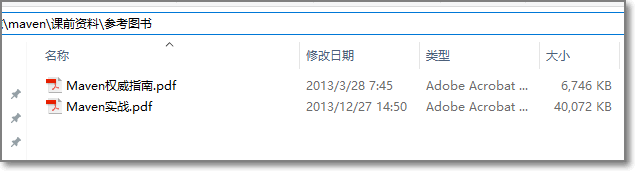 \maven\课前资料\参考图书
名称 修改日期 类型 大小
Maven权威指南.pdf 2013/3/28 7:45 Adobe Acrobat ... 6,746 KB
Maven实战.pdf 2013/12/27 14:50 Adobe Acrobat ... 40,072 KB